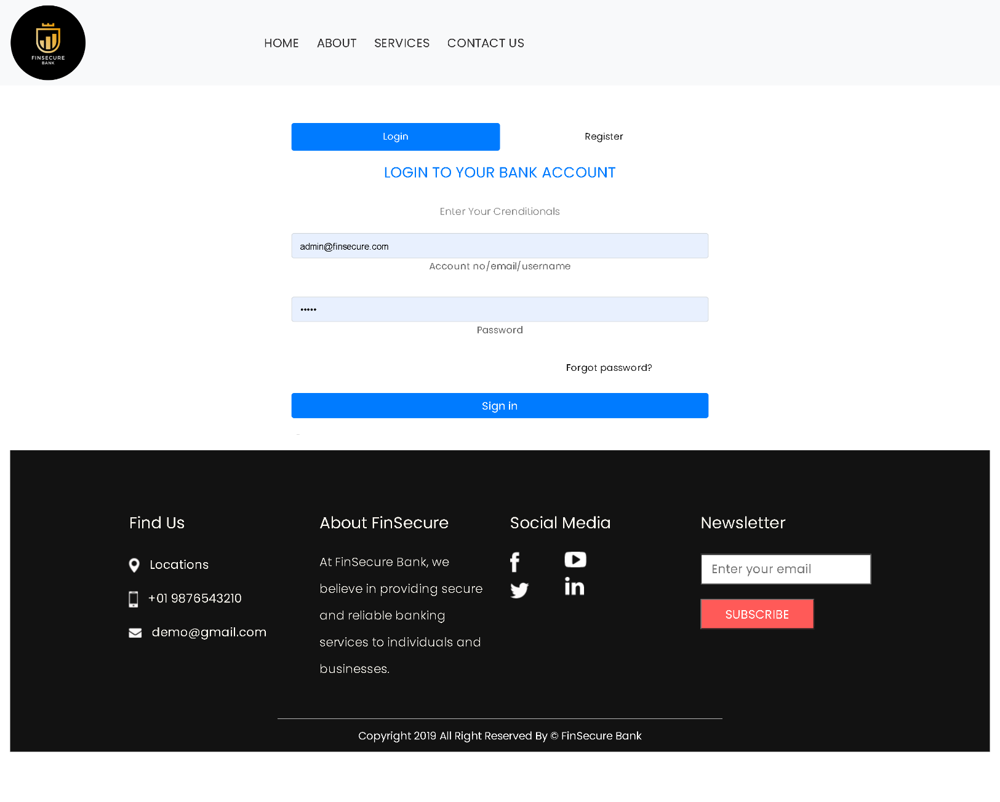 FINSECURE
BANK
HOME ABOUT SERVICES CONTACT US
Login Register
LOGIN TO YOUR BANK ACCOUNT
Enter Your Crenditionals
admin@finsecure.com
Account no/email/username
•••••
Password
Forgot password?
Sign in
Find Us
Locations
+01 9876543210
demo@gmail.com
About FinSecure
At FinSecure Bank, we
believe in providing secure
and reliable banking
services to individuals and
businesses.
Social Media
Newsletter
Enter your email
SUBSCRIBE
Copyright 2019 All Right Reserved By © FinSecure Bank